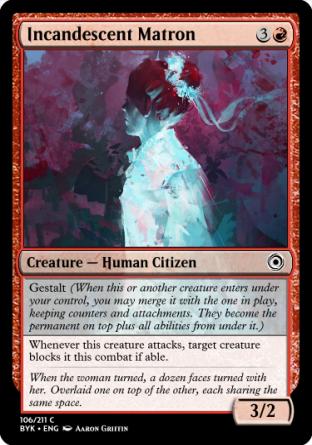 Incandescent Matron 3
Creature — Human Citizen
Gestalt (When this or another creature enters under
your control, you may merge it with the one in play,
keeping counters and attachments. They become the
permanent on top plus all abilities from under it.)
Whenever this creature attacks, target creature
blocks it this combat if able.
When the woman turned, a dozen faces turned with
her. Overlaid one on top of the other, each sharing the
same space.
3/2
106/211 C
BYK • ENG Aaron Griffin